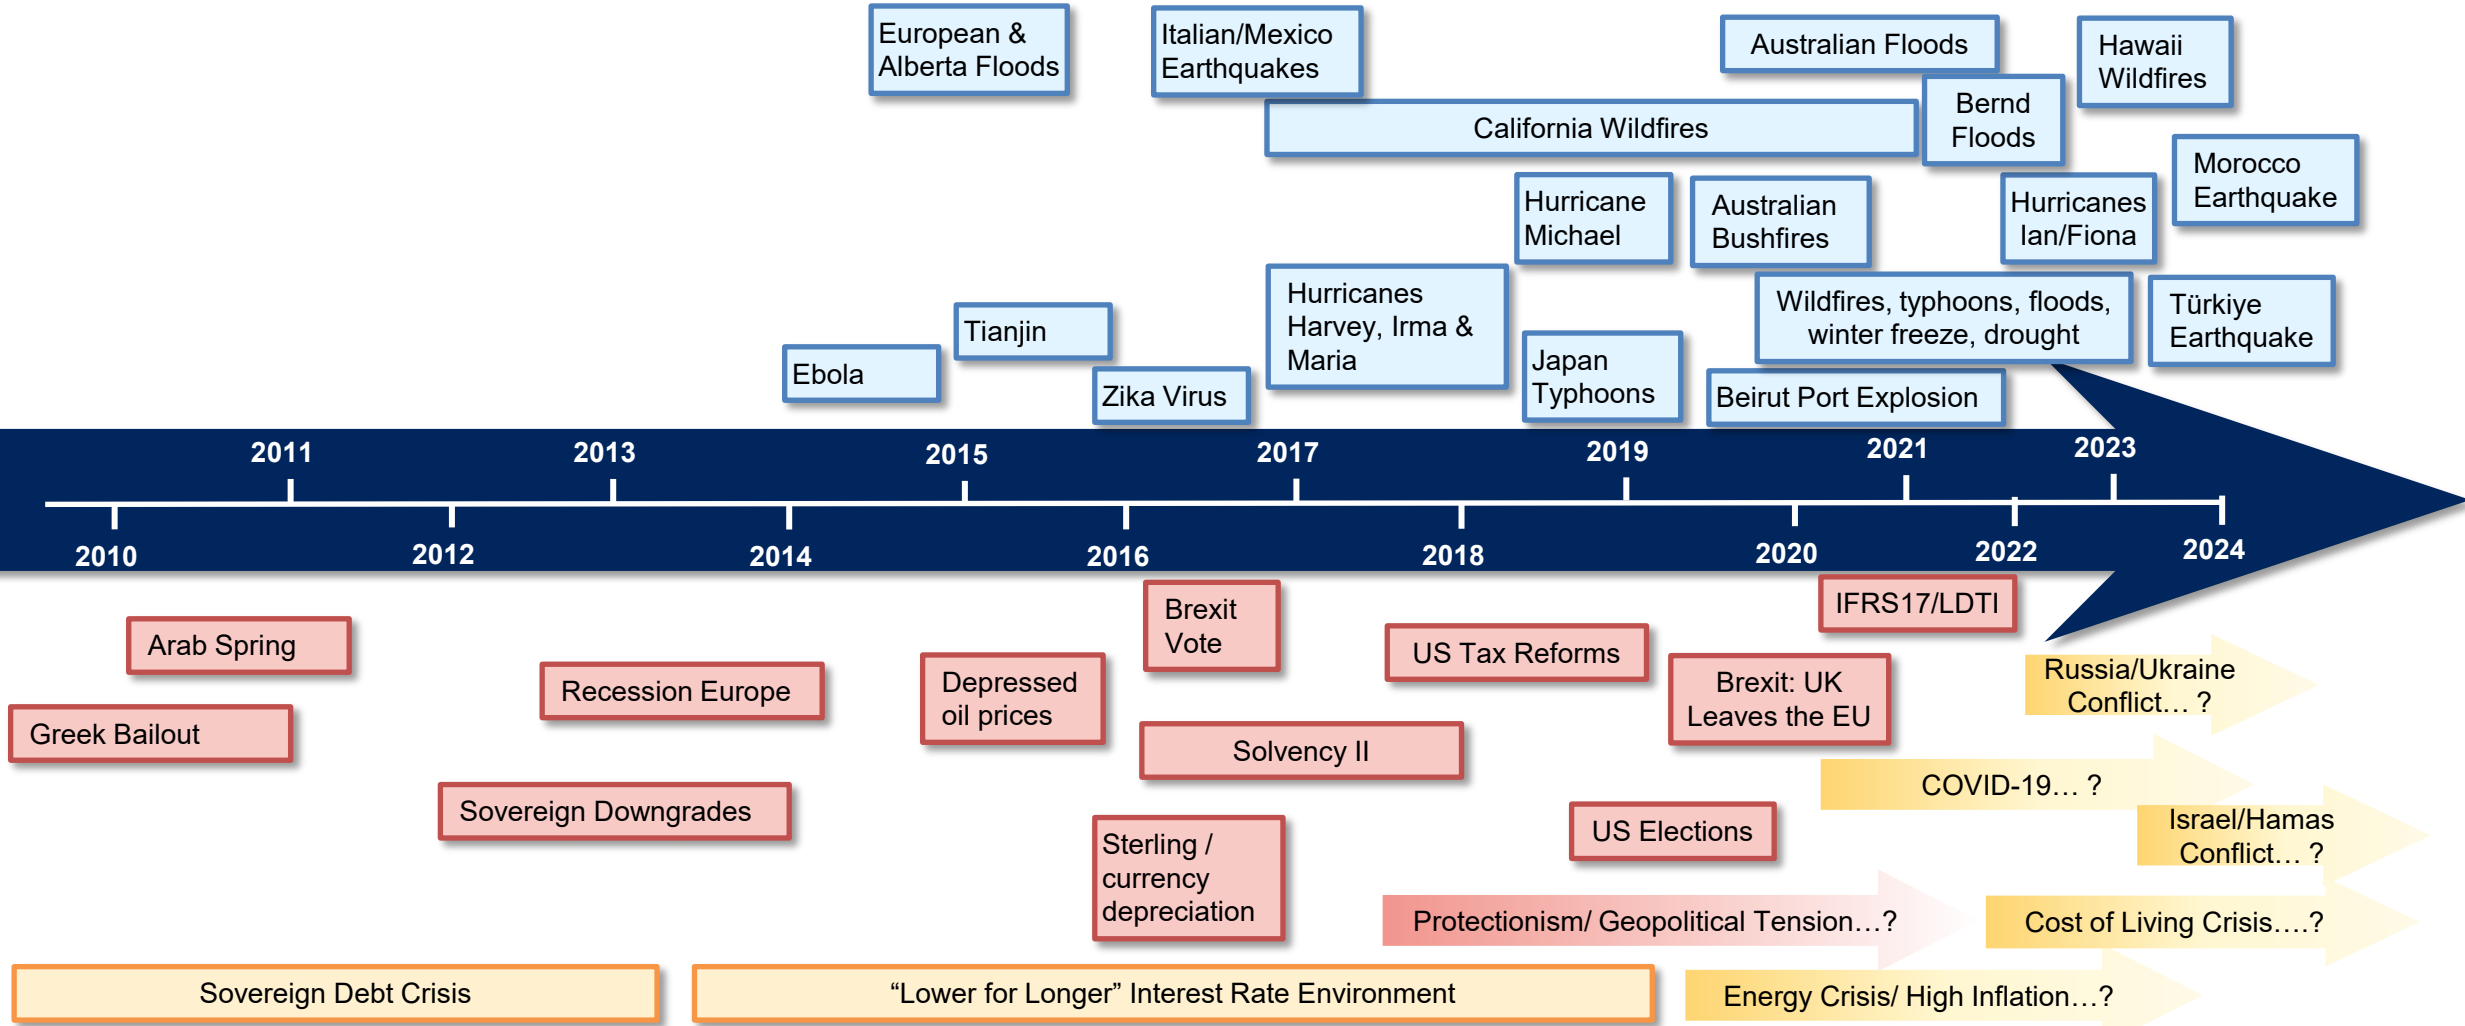 European &
Alberta Floods
Italian/Mexico
Earthquakes
Australian Floods
Hawaii
Wildfires
California Wildfires
Bernd
Floods
Morocco
Earthquake
Hurricane
Michael
Australian
Bushfires
Hurricanes
Ian/Fiona
Hurricanes
Harvey, Irma &
Maria
Wildfires, typhoons, floods,
winter freeze, drought
Türkiye
Earthquake
Tianjin
Ebola
Zika Virus
Japan
Typhoons
Beirut Port Explosion
2011
2013
2015
2017
2019
2021
2023
2010
2012
2014
2016
2018
2020
2022
2024
Arab Spring
Brexit
Vote
IFRS17/LDTI
Greek Bailout
Recession Europe
Depressed
oil prices
US Tax Reforms
Brexit: UK
Leaves the EU
Russia/Ukraine
Conflict… ?
Solvency II
Sovereign Downgrades
COVID-19… ?
Sterling /
currency
depreciation
US Elections
Israel/Hamas
Conflict… ?
Protectionism/ Geopolitical Tension…?
Cost of Living Crisis….?
Sovereign Debt Crisis
“Lower for Longer” Interest Rate Environment
Energy Crisis/ High Inflation…?